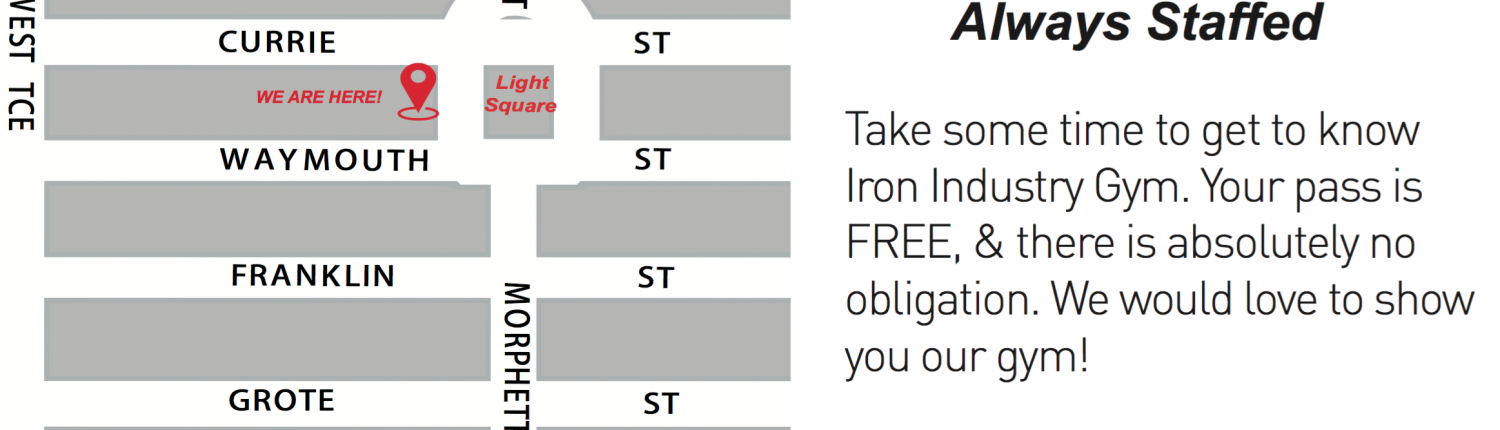 WEST TCE
CURRIE ST
WE ARE HERE!
Light
Square
WAYMOUTH ST
FRANKLIN ST
MORPHETT
GROTE ST
Always Staffed
Take some time to get to know
Iron Industry Gym. Your pass is
FREE, & there is absolutely no
obligation. We would love to show
you our gym!